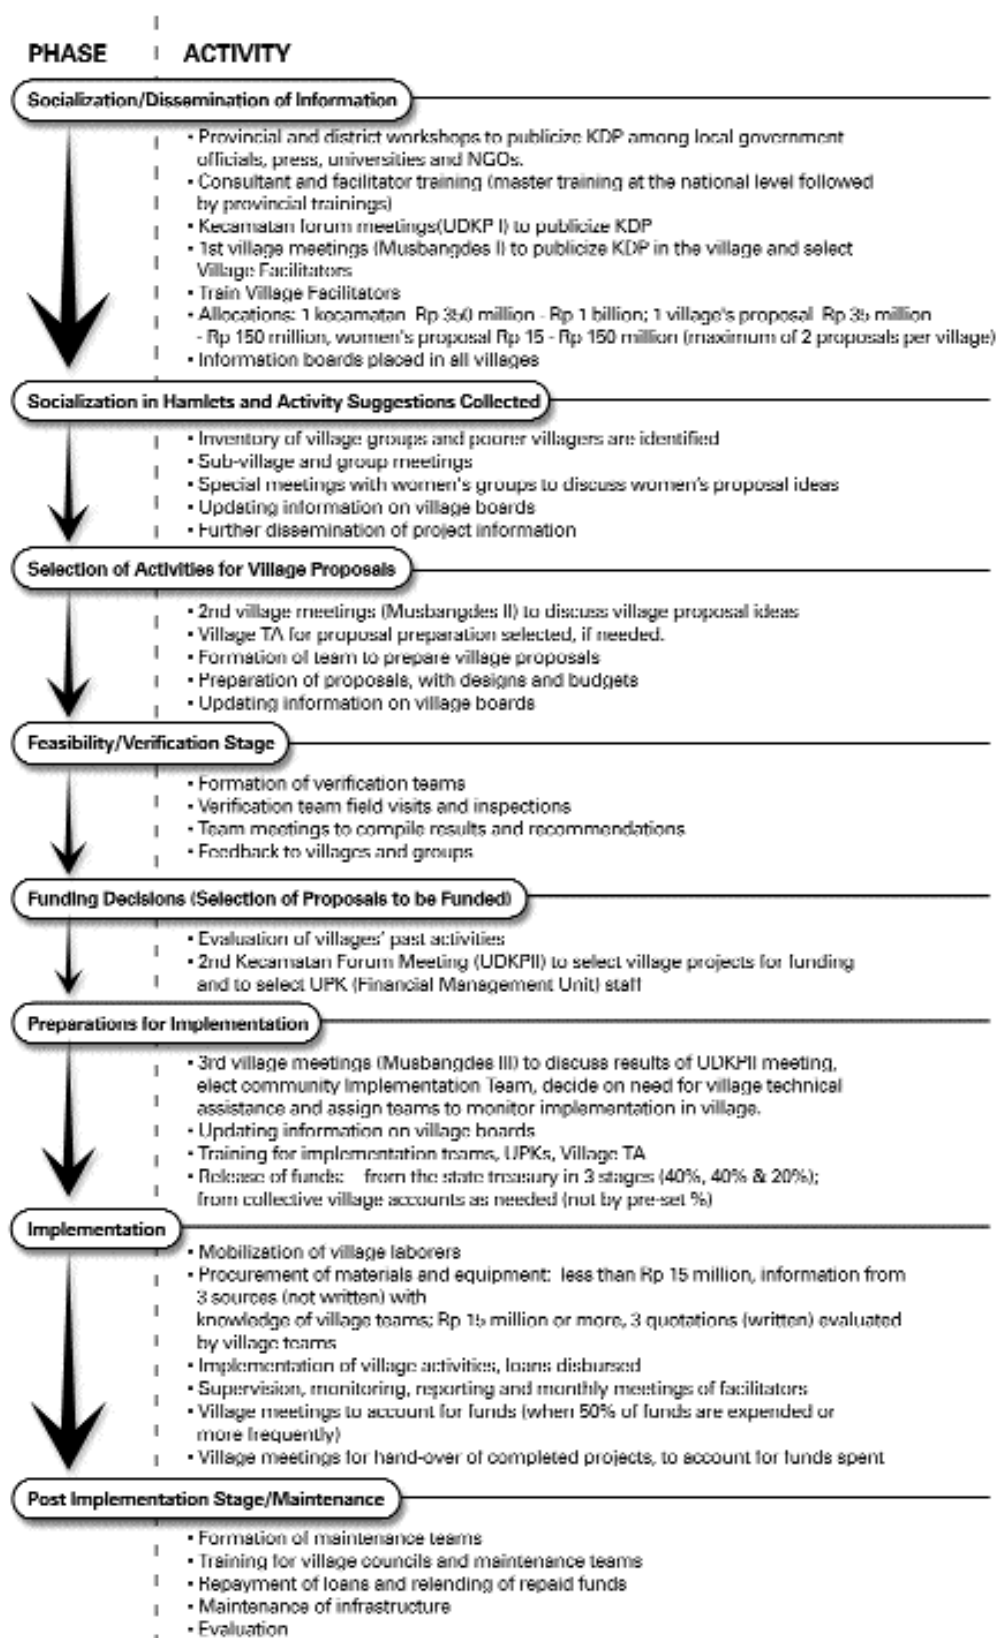 PHASE ACTIVITY
Socialization/Dissemination of Information
• Provincial and district workshops to publicize KDP among local government
officials, press, universities and NGOs.
• Consultant and facilitator training (master training at the national level followed
by provincial trainings)
• Kecamatan forum meetings(UDKP I) to publicize KDP
• 1st village meetings (Musbangdes I) to publicize KDP in the village and select
Village Facilitators
• Train Village Facilitators
• Allocations: 1 kecamatan Rp 350 million - Rp 1 billion; 1 village's proposal Rp 35 million
- Rp 150 million, women's proposal Rp 15 - Rp 150 million (maximum of 2 proposals per village)
• Information boards placed in all villages
Socialization in Hamlets and Activity Suggestions Collected
• Inventory of village groups and poorer villagers are identified
• Sub-village and group meetings
• Special meetings with women's groups to discuss women's proposal ideas
• Updating information on village boards
• Further dissemination of project information
Selection of Activities for Village Proposals
• 2nd village meetings (Musbangdes II) to discuss village proposal ideas
• Village TA for proposal preparation selected, if needed.
• Formation of team to prepare village proposals
• Preparation of proposals, with designs and budgets
• Updating information on village boards
Feasibility/Verification Stage
• Formation of verification teams
• Verification team field visits and inspections
• Team meetings to compile results and recommendations
• Feedback to villages and groups
Funding Decisions (Selection of Proposals to be Funded)
• Evaluation of villages' past activities
• 2nd Kecamatan Forum Meeting (UDKPII) to select village projects for funding
and to select UPK (Financial Management Unit) staff
Preparations for Implementation
• 3rd village meetings (Musbangdes III) to discuss results of UDKPII meeting,
elect community Implementation Team, decide on need for village technical
assistance and assign teams to monitor implementation in village.
• Updating information on village boards
• Training for implementation teams, UPKs, Village TA
• Release of funds: from the state treasury in 3 stages (40%, 40% & 20%);
from collective village accounts as needed (not by pre-set %)
Implementation
• Mobilization of village laborers
• Procurement of materials and equipment: less than Rp 15 million, information from
3 sources (not written) with
knowledge of village teams; Rp 15 million or more, 3 quotations (written) evaluated
by village teams
• Implementation of village activities, loans disbursed
• Supervision, monitoring, reporting and monthly meetings of facilitators
• Village meetings to account for funds (when 50% of funds are expended or
more frequently)
• Village meetings for hand-over of completed projects, to account for funds spent
Post Implementation Stage/Maintenance
• Formation of maintenance teams
• Training for village councils and maintenance teams
• Repayment of loans and relending of repaid funds
• Maintenance of infrastructure
• Evaluation